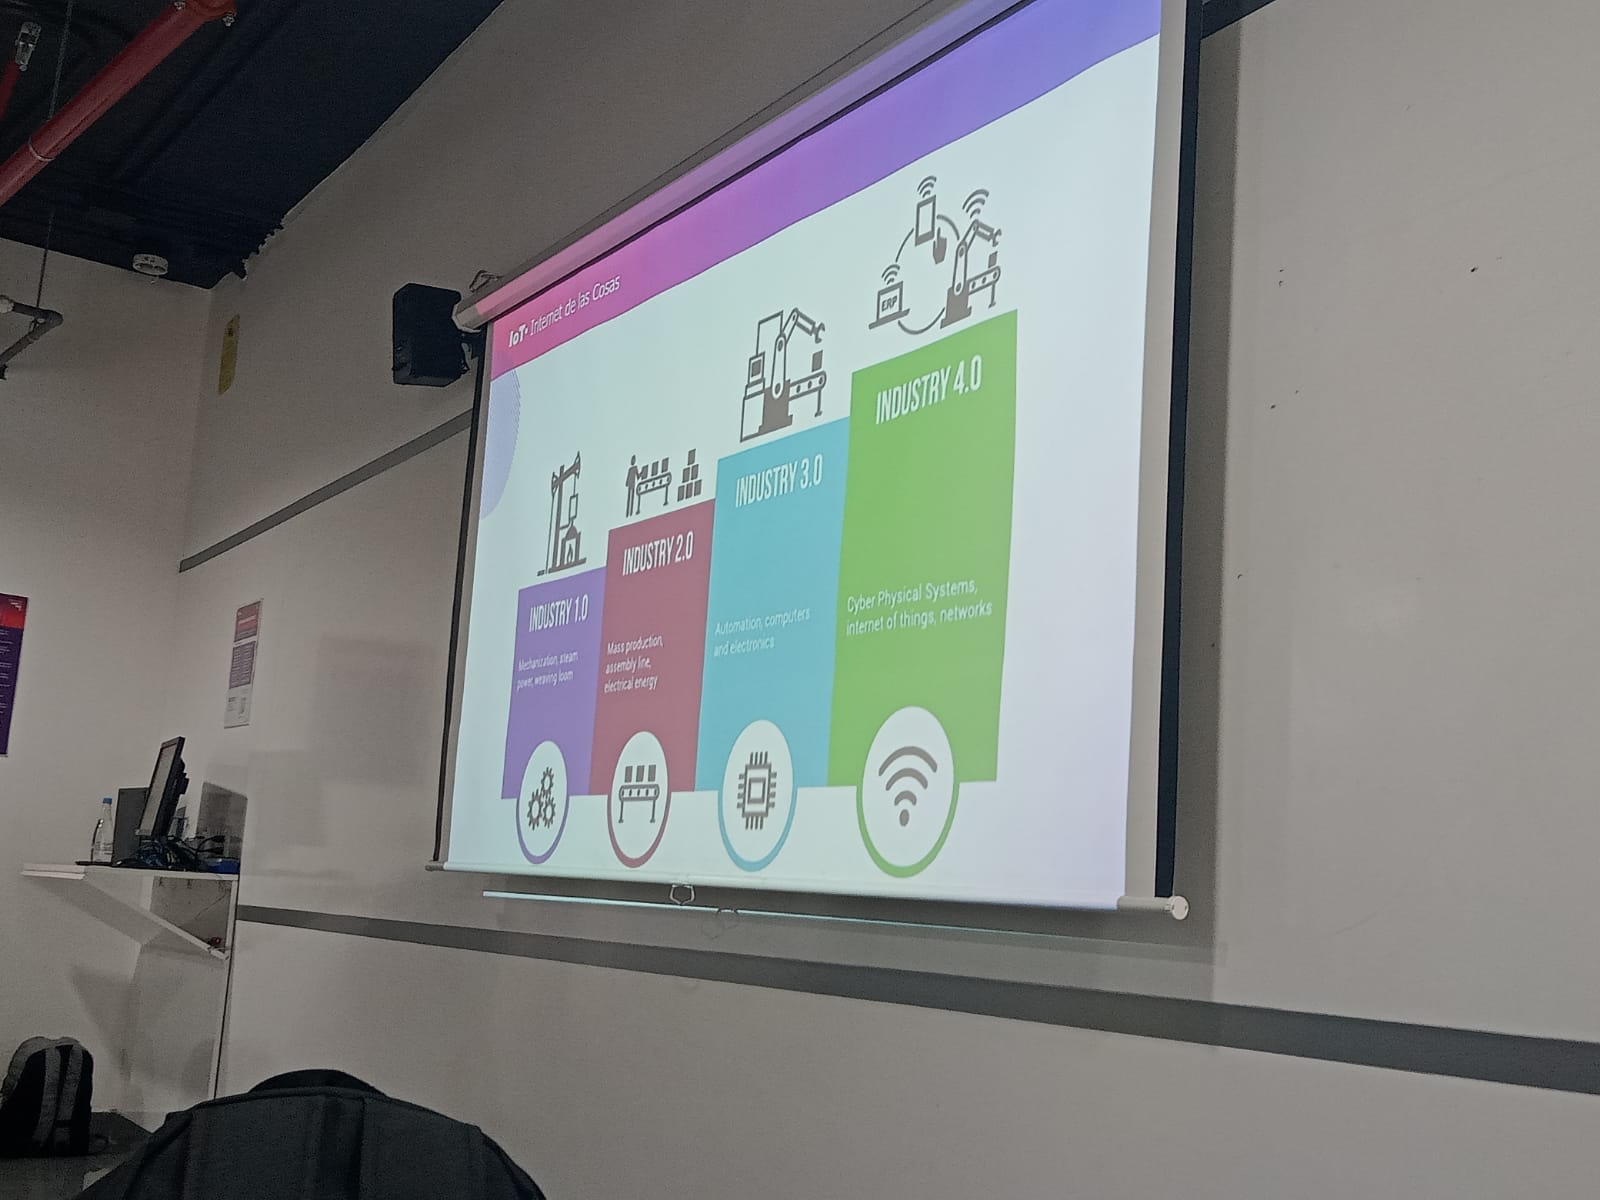 IoT• Internet de las Cosas
ERP
INDUSTRY 1.0
Mechanization, steam
power, weaving loom
INDUSTRY 2.0
Mass production,
assembly line,
electrical energy
INDUSTRY 3.0
Automation, computers
and electronics
INDUSTRY 4.0
Cyber Physical Systems,
internet of things, networks